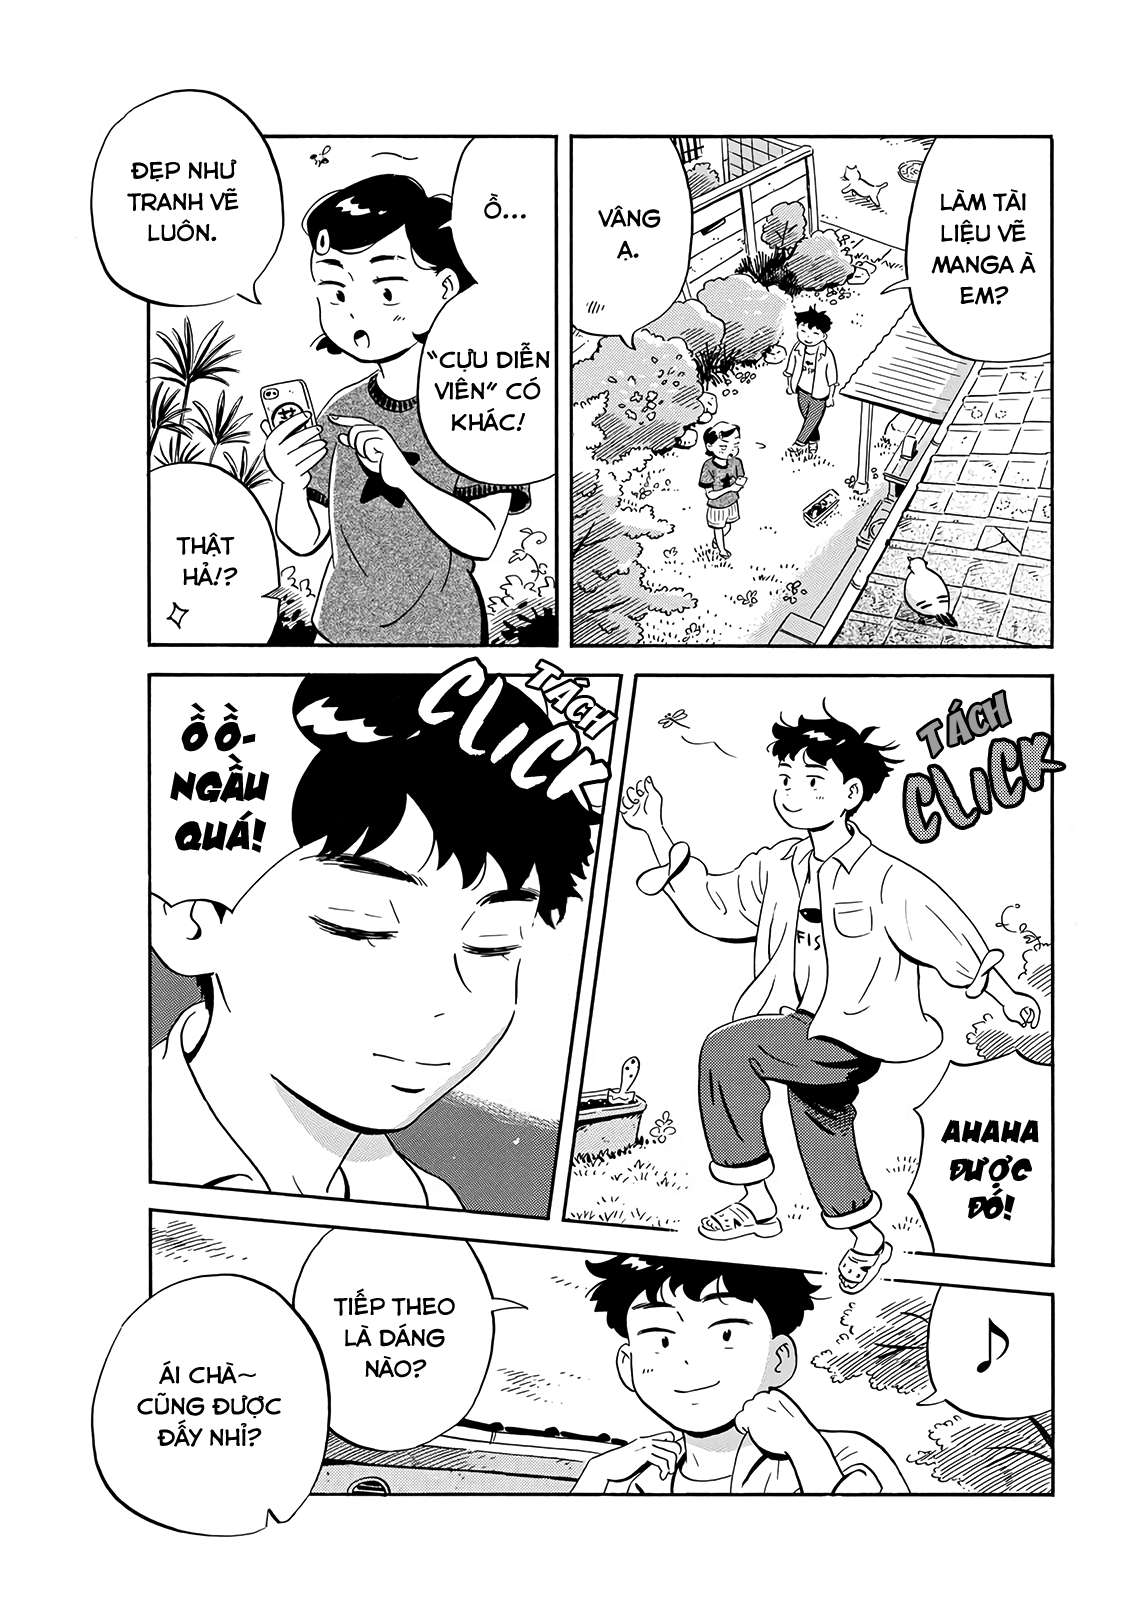 LÀM TÀI
LIỆU VẼ
MANGA À
EM?
VÂNG
Ạ.
Ồ...
"CỰU DIỄN
VIÊN" CÓ
KHÁC!
ĐẸP NHƯ
TRANH VẼ
LUÔN.
THẬT
HẢ!?
TÁCH
CLICK
FIS
AHAHA
ĐƯỢC
ĐÓ!
TÁCH
CLICK
Ồ Ồ-
NGẦU
QUÁ!
♪
TIẾP THEO
LÀ DÁNG
NÀO?
ÁI CHÀ~
CŨNG ĐƯỢC
ĐẤY NHỈ?